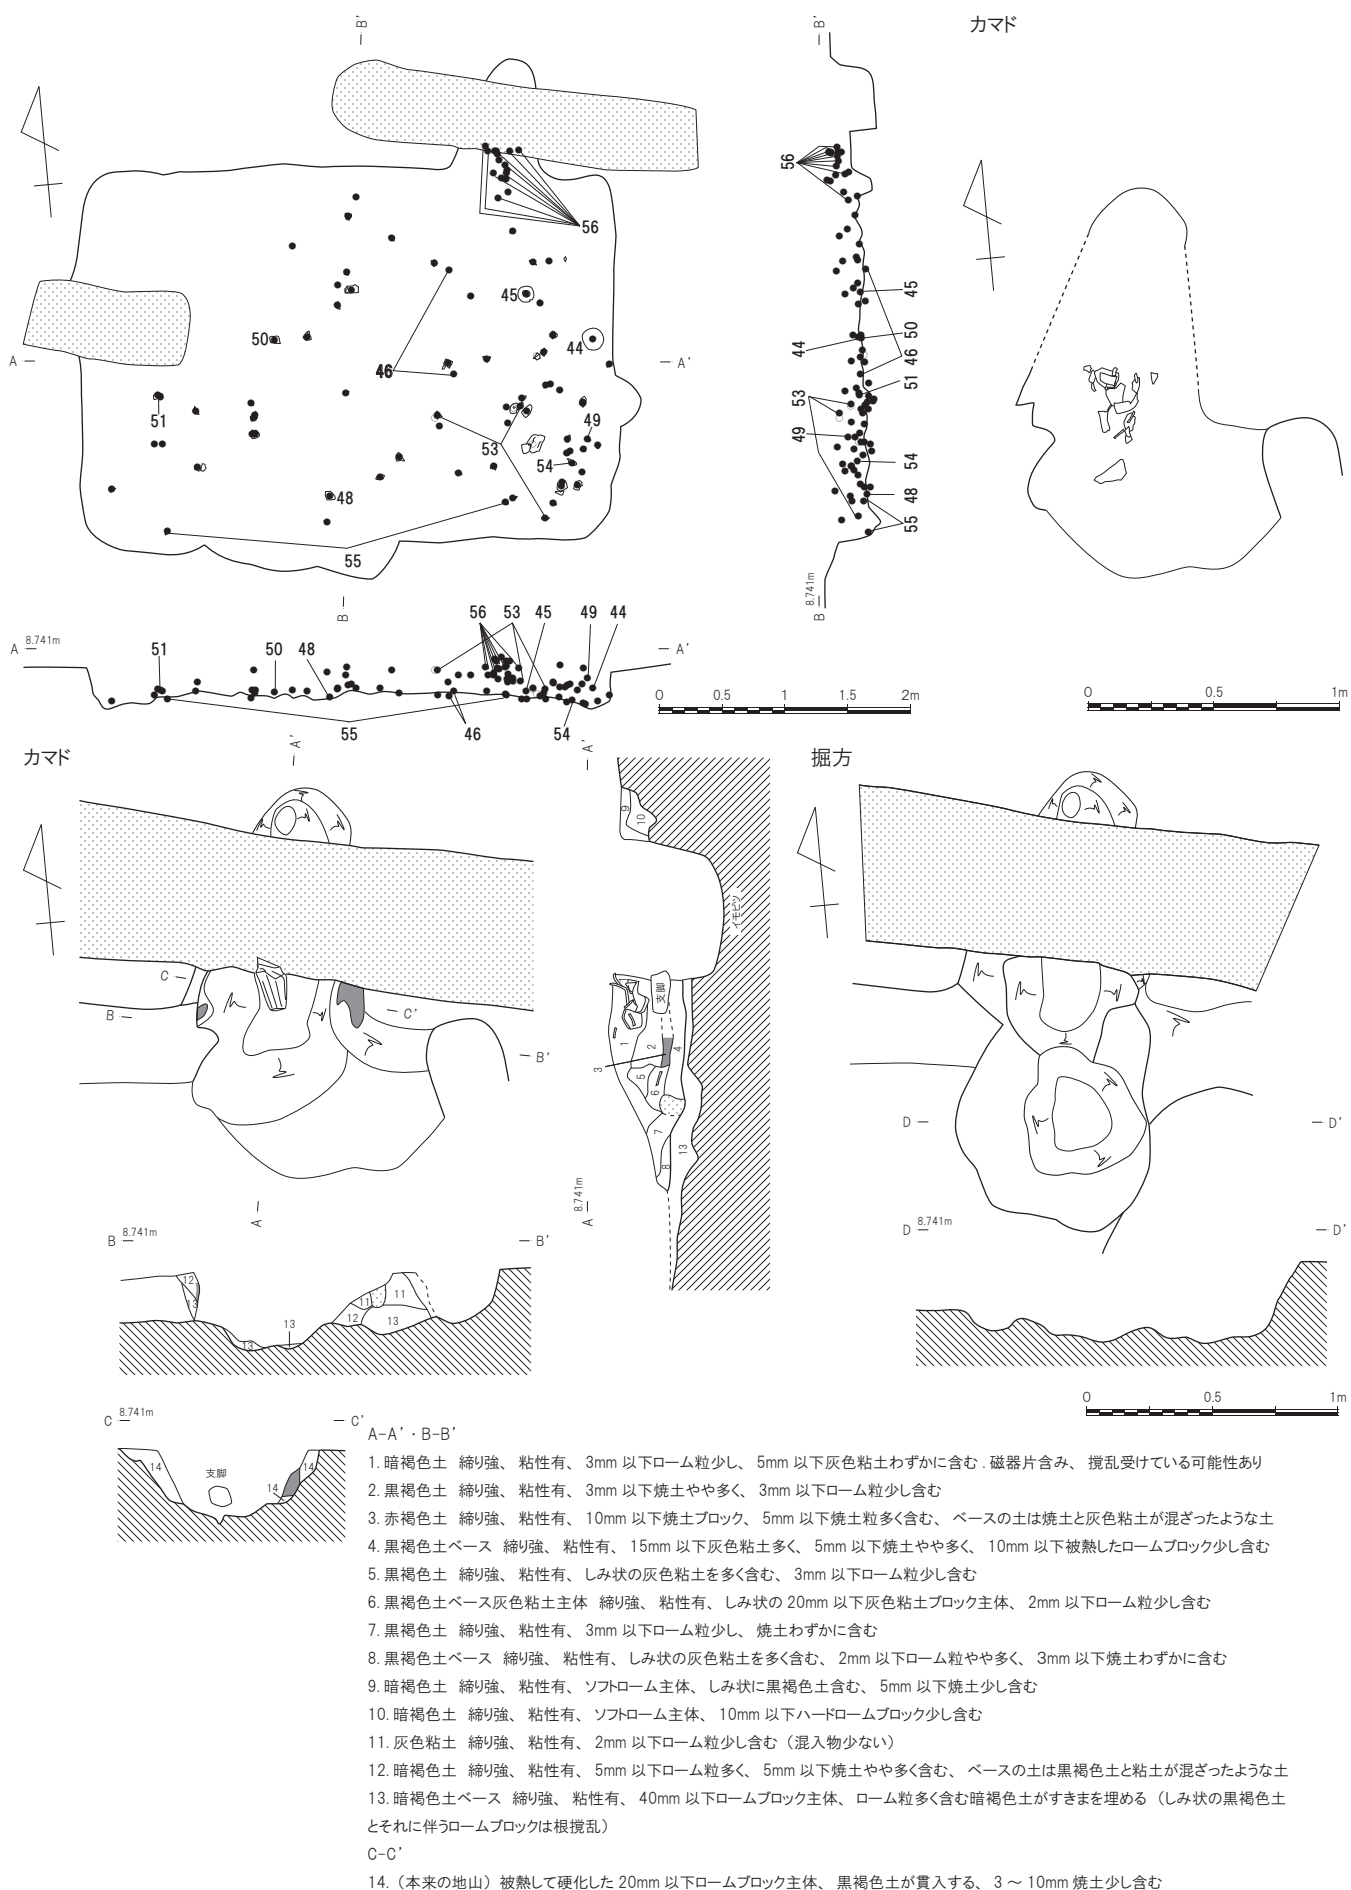 B'
B'
カマド
56
56
45
50
44
A
A'
46
51
49
53
54
48
55
B
45
50
44
46
51
53
49
54
48
55
8.741m
B
A 8.741m
A'
51
50
48
56
53
45
49
44
55
46
54
0 0.5 1 1.5 2m
0 0.5 1m
カマド
A'
A'
掘方
9
10
イモビツ
支脚
1
2
3
4
5
6
7
8
13
C
C'
B
B'
A
8.741m
A
D
D'
B 8.741m
B'
12
13
13
13
11
11
12
13
D 8.741m
D'
0 0.5 1m
C 8.741m
C'
14
支脚
14
14
A-A'・B-B'
1. 暗褐色土 締り強、 粘性有、 3mm 以下ローム粒少し、 5mm 以下灰色粘土わずかに含む . 磁器片含み、 撹乱受けている可能性あり
2. 黒褐色土 締り強、 粘性有、 3mm 以下焼土やや多く、 3mm 以下ローム粒少し含む
3. 赤褐色土 締り強、 粘性有、 10mm 以下焼土ブロック、 5mm 以下焼土粒多く含む、 ベースの土は焼土と灰色粘土が混ざったような土
4. 黒褐色土ベース 締り強、 粘性有、 15mm 以下灰色粘土多く、 5mm 以下焼土やや多く、 10mm 以下被熱したロームブロック少し含む
5. 黒褐色土 締り強、 粘性有、 しみ状の灰色粘土を多く含む、 3mm 以下ローム粒少し含む
6. 黒褐色土ベース灰色粘土主体 締り強、 粘性有、 しみ状の 20mm 以下灰色粘土ブロック主体、 2mm 以下ローム粒少し含む
7. 黒褐色土 締り強、 粘性有、 3mm 以下ローム粒少し、 焼土わずかに含む
8. 黒褐色土ベース 締り強、 粘性有、 しみ状の灰色粘土を多く含む、 2mm 以下ローム粒やや多く、 3mm 以下焼土わずかに含む
9. 暗褐色土 締り強、 粘性有、 ソフトローム主体、 しみ状に黒褐色土含む、 5mm 以下焼土少し含む
10. 暗褐色土 締り強、 粘性有、 ソフトローム主体、 10mm 以下ハードロームブロック少し含む
11. 灰色粘土 締り強、 粘性有、 2mm 以下ローム粒少し含む （混入物少ない）
12. 暗褐色土 締り強、 粘性有、 5mm 以下ローム粒多く、 5mm 以下焼土やや多く含む、 ベースの土は黒褐色土と粘土が混ざったような土
13. 暗褐色土ベース 締り強、 粘性有、 40mm 以下ロームブロック主体、 ローム粒多く含む暗褐色土がすきまを埋める （しみ状の黒褐色土
とそれに伴うロームブロックは根撹乱）
C-C'
14. （本来の地山） 被熱して硬化した 20mm 以下ロームブロック主体、 黒褐色土が貫入する、 3 ～ 10mm 焼土少し含む